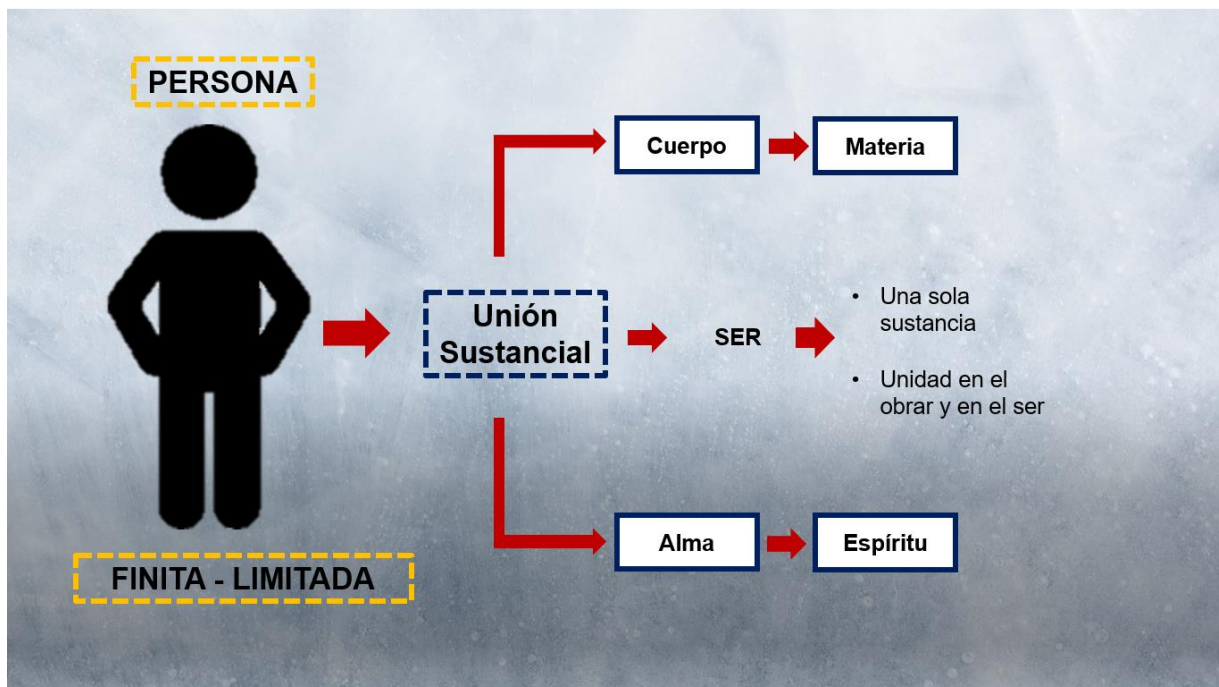 PERSONA
Cuerpo
Materia
Unión
Sustancial
SER
• Una sola
sustancia
• Unidad en el
obrar y en el ser
Alma
Espíritu
FINITA - LIMITADA